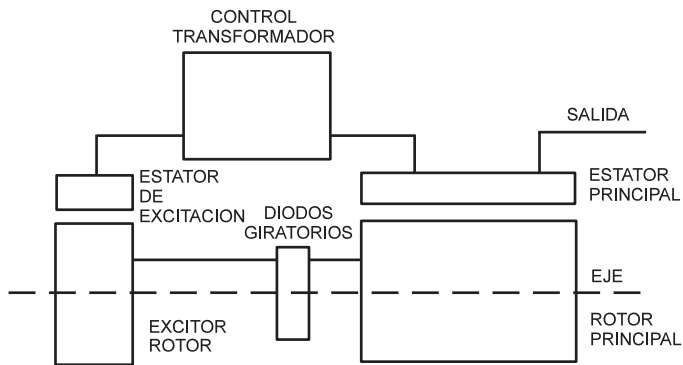 CONTROL
TRANSFORMADOR
SALIDA
ESTATOR
DE
EXCITACION
DIODOS
GIRATORIOS
ESTATOR
PRINCIPAL
EJE
EXCITOR
ROTOR
ROTOR
PRINCIPAL